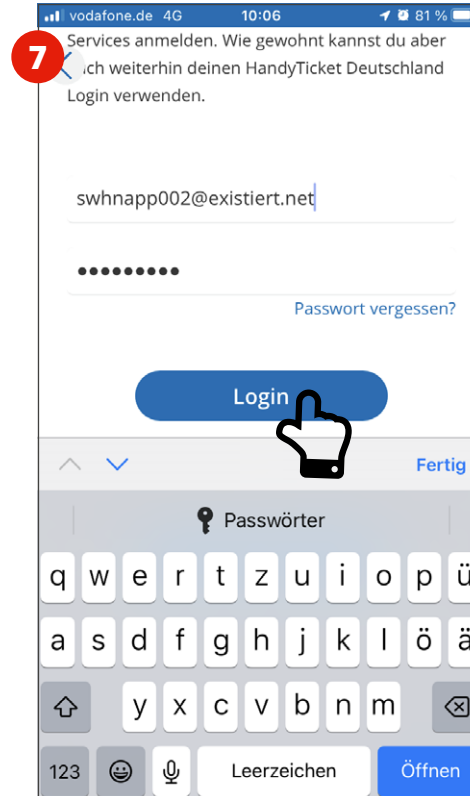 vodafone.de 4G 10:06 81 %
7
Services anmelden. Wie gewohnt kannst du aber
ch weiterhin deinen HandyTicket Deutschland
Login verwenden.
swhnapp002@existiert.net
Passwort vergessen?
Login
Fertig
Passwörter
q w e r t z u i o p ü
a s d f g h j k l ö ä
y x c v b n m
123 Leerzeichen Öffnen